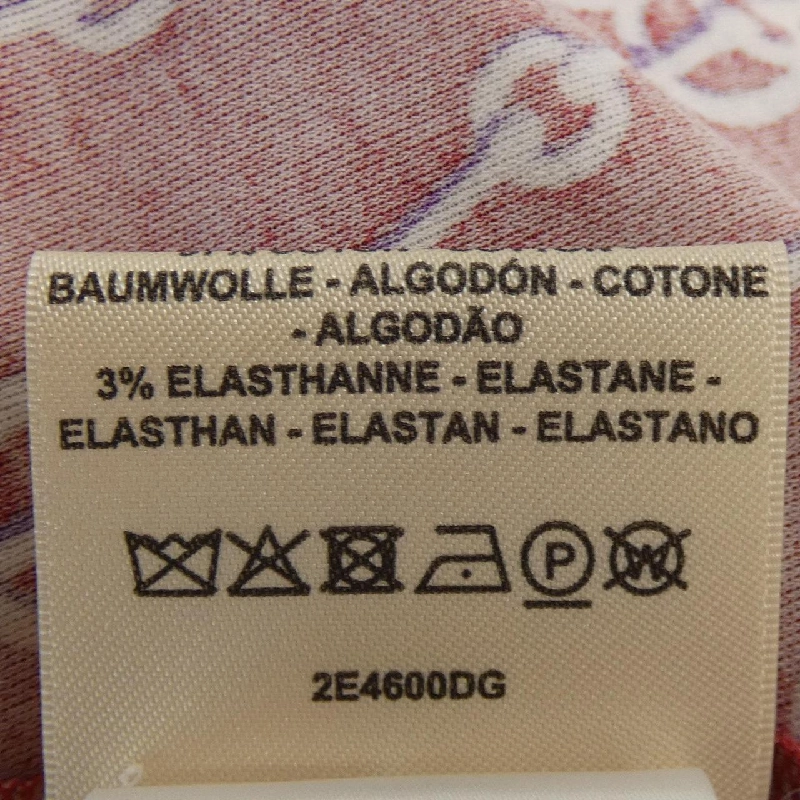 BAUMWOLLE - ALGODÓN - COTONE
- ALGODÃO
3% ELASTHANNE - ELASTANE -
ELASTHAN - ELASTAN - ELASTANO
P W
2E4600DG